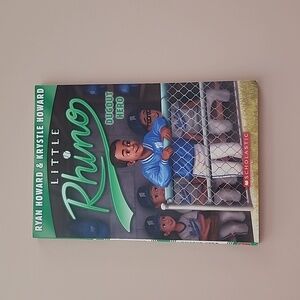 RYAN HOWARD & KRYSTLE HOWARD
LITTLE
Rhino
DUGOUT
HERO
SCHOLASTIC